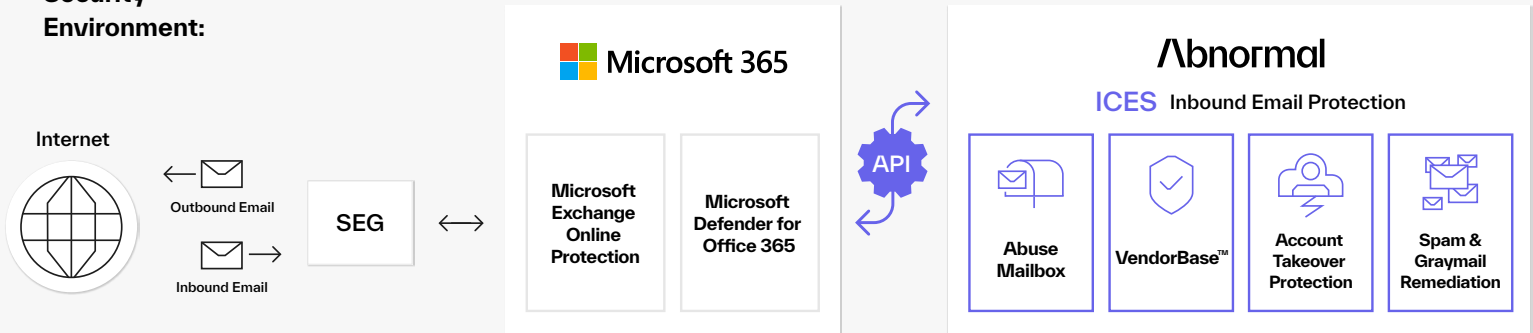 Security
Environment:
Internet
Outbound Email
Inbound Email
SEG
Microsoft 365
Microsoft
Exchange
Online
Protection
Microsoft
Defender for
Office 365
API
Abnormal
ICES Inbound Email Protection
Abuse
Mailbox
VendorBase™
Account
Takeover
Protection
Spam &
Graymail
Remediation